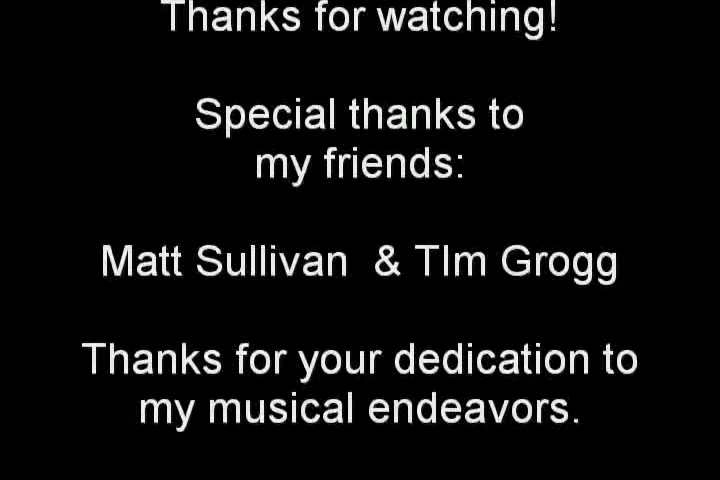 Thanks for watching!
Special thanks to
my friends:
Matt Sullivan & TIm Grogg
Thanks for your dedication to
my musical endeavors.